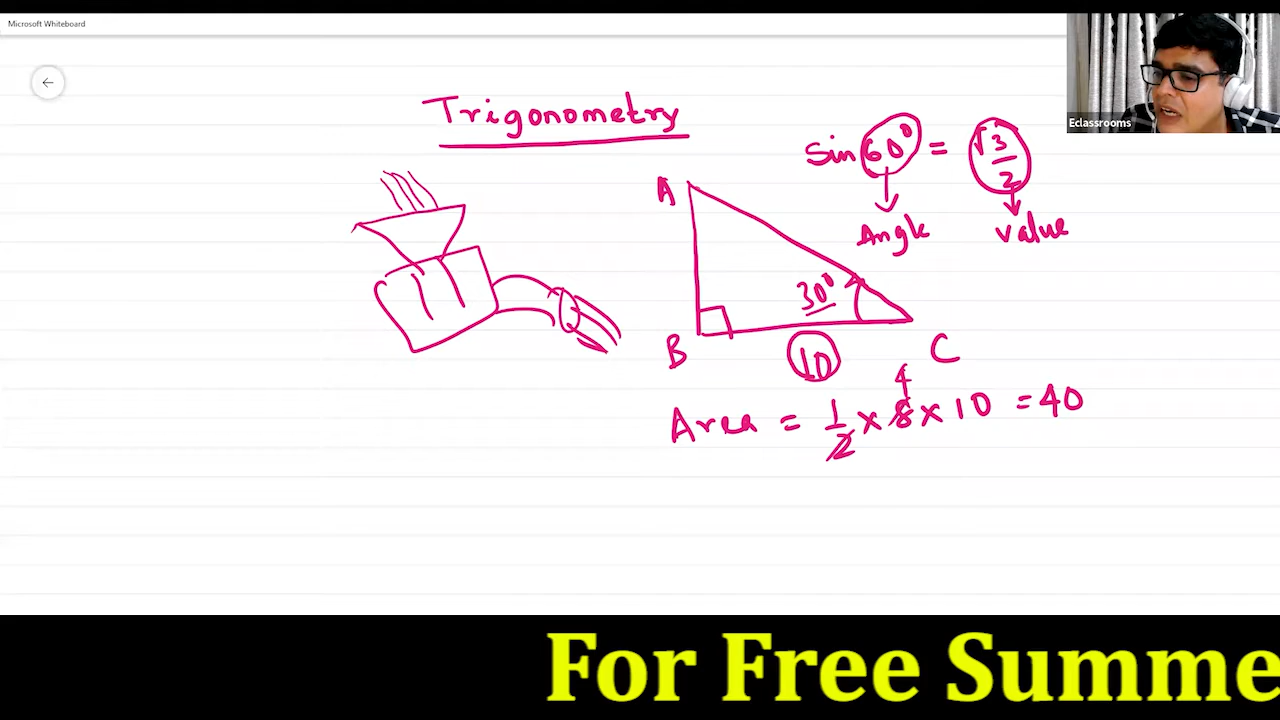 Microsoft Whiteboard
Eclassrooms
Trigonometry
sin 60° = √3/2
Angle
value
A
30°
B
10
C
4
Area = 1/2 × 8 × 10 = 40
For Free Summe